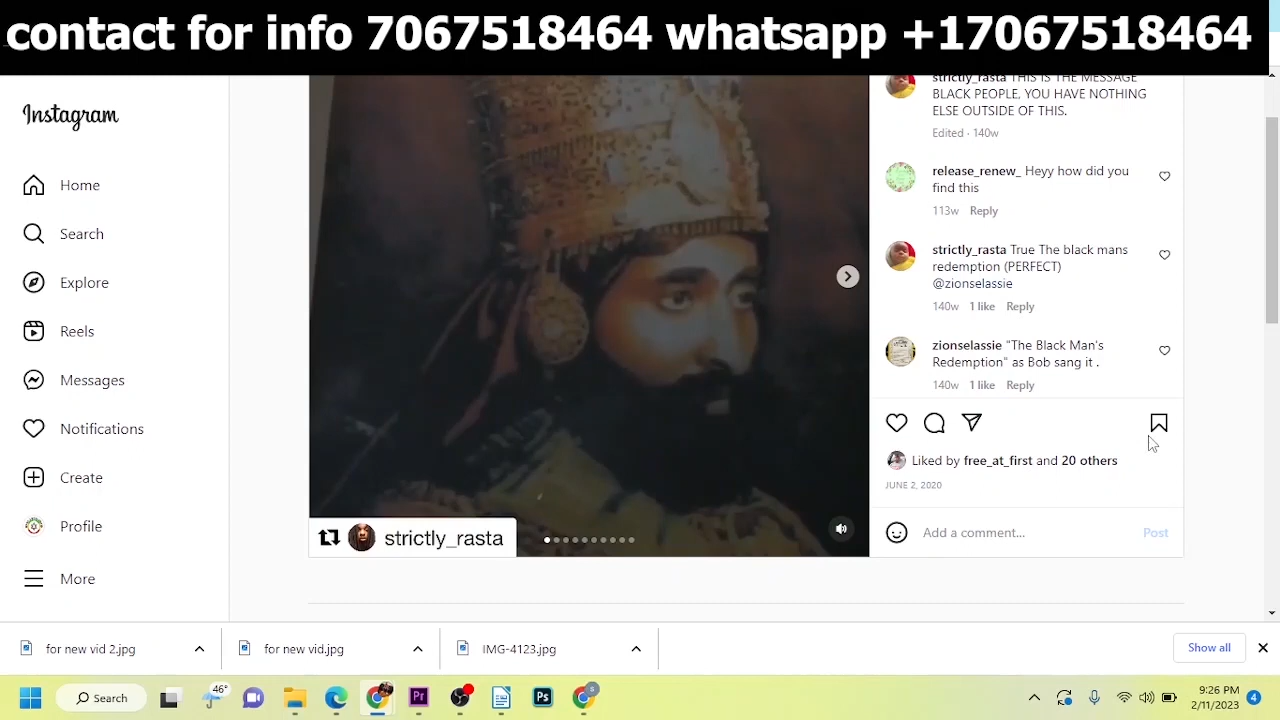 contact for info 7067518464 whatsapp +17067518464
Instagram
Home
Search
Explore
Reels
Messages
Notifications
Create
Profile
More
strictly_rasta
strictly_rasta THIS IS THE MESSAGE
BLACK PEOPLE, YOU HAVE NOTHING
ELSE OUTSIDE OF THIS.
Edited · 140w
release_renew_ Heyy how did you
find this
113w Reply
strictly_rasta True The black mans
redemption (PERFECT)
@zionselassie
140w 1 like Reply
zionselassie "The Black Man's
Redemption" as Bob sang it .
140w 1 like Reply
Liked by free_at_first and 20 others
JUNE 2, 2020
Add a comment... Post
for new vid 2.jpg
for new vid.jpg
IMG-4123.jpg
Show all
Search
46°
Pr
Ps
S
9:26 PM
2/11/2023
4